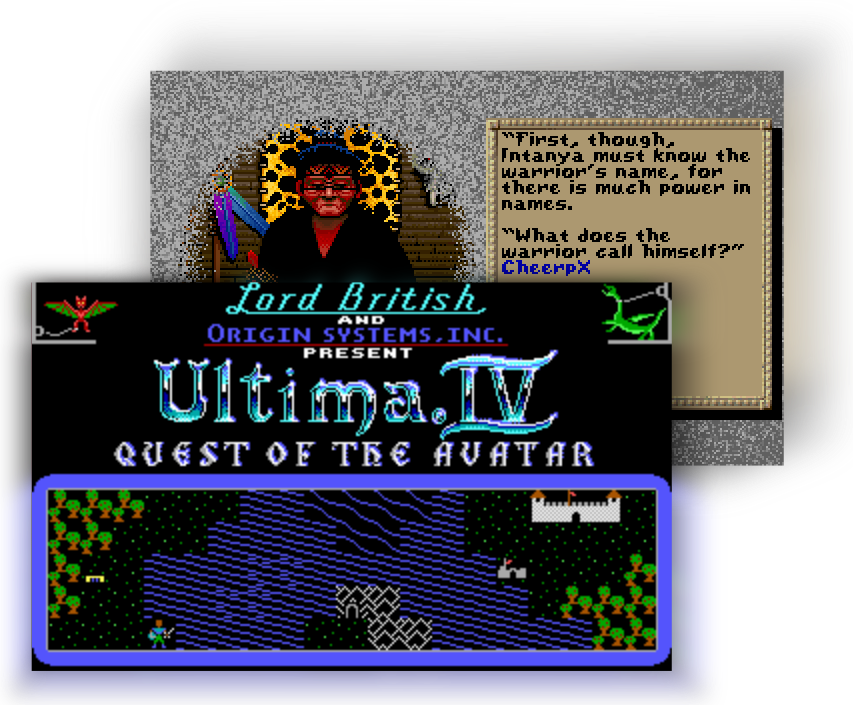 “First, though,
Intanya must know the
warrior's name, for
there is much power in
names.
“What does the
warrior call himself?”
CheerpX
Lord British
AND
ORIGIN SYSTEMS, INC.
PRESENT
Ultima IV
QUEST OF THE AVATAR